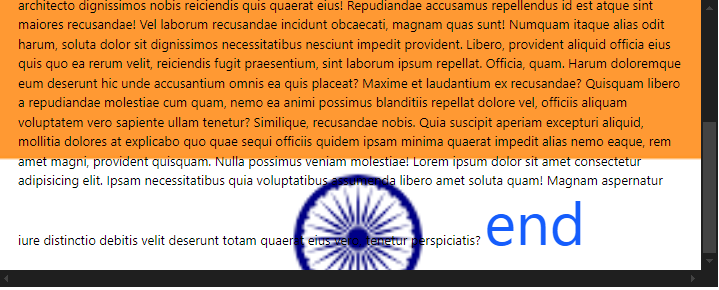 architecto dignissimos nobis reiciendis quis quaerat eius! Repudiandae accusamus repellendus id est atque sint
maiores recusandae! Vel laborum recusandae incidunt obcaecati, magnam quas sunt! Numquam itaque alias odit
harum, soluta dolor sit dignissimos necessitatibus nesciunt impedit provident. Libero, provident aliquid officia eius
quis quo ea rerum velit, reiciendis fugit praesentium, sint laborum ipsum repellat. Officia, quam. Harum doloremque
eum deserunt hic unde accusantium omnis ea quis placeat? Maxime et laudantium ex recusandae? Quisquam libero
a repudiandae molestiae cum quam, nemo ea animi possimus blanditiis repellat dolore vel, officiis aliquam
voluptatem vero sapiente ullam tenetur? Similique, recusandae nobis. Quia suscipit aperiam excepturi aliquid,
mollitia dolores at explicabo quo quae sequi officiis quidem ipsam minima quaerat impedit alias nemo eaque, rem
amet magni, provident quisquam. Nulla possimus veniam molestiae! Lorem ipsum dolor sit amet consectetur
adipisicing elit. Ipsam necessitatibus quia voluptatibus assumenda libero amet soluta quam! Magnam aspernatur
iure distinctio debitis velit deserunt totam quaerat eius vero, tenetur perspiciatis? end